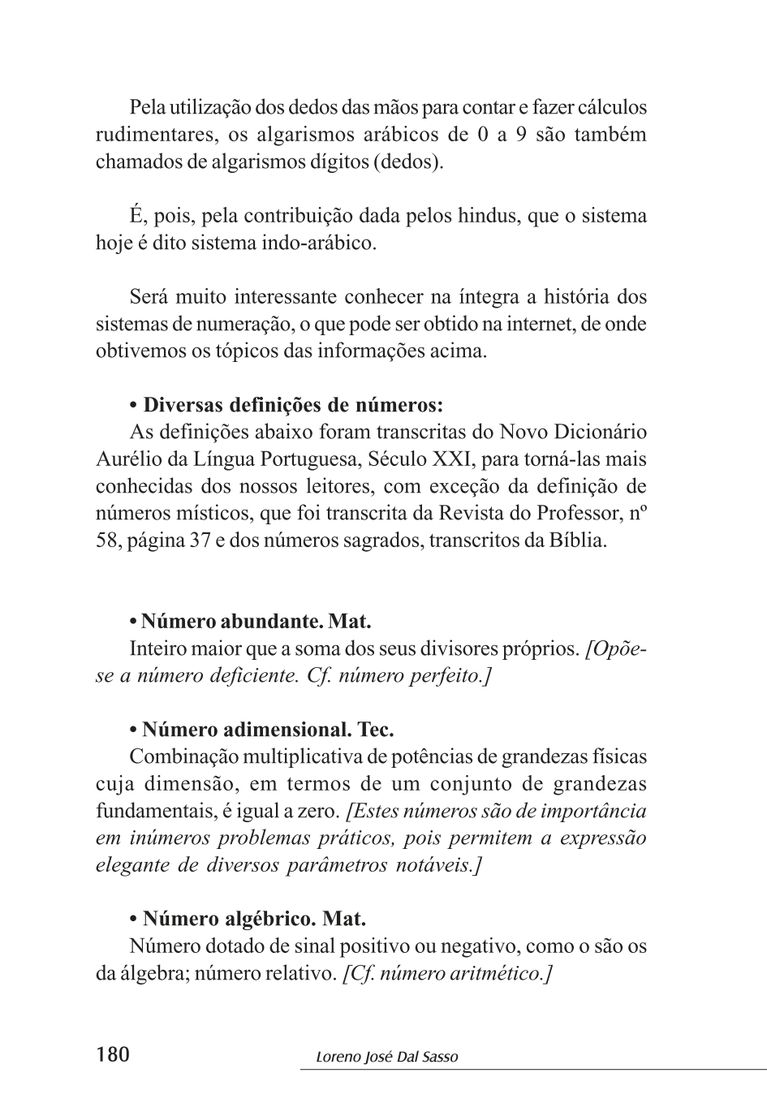 Pela utilização dos dedos das mãos para contar e fazer cálculos
rudimentares, os algarismos arábicos de 0 a 9 são também
chamados de algarismos dígitos (dedos).
É, pois, pela contribuição dada pelos hindus, que o sistema
hoje é dito sistema indo-arábico.
Será muito interessante conhecer na íntegra a história dos
sistemas de numeração, o que pode ser obtido na internet, de onde
obtivemos os tópicos das informações acima.
• Diversas definições de números:
As definições abaixo foram transcritas do Novo Dicionário
Aurélio da Língua Portuguesa, Século XXI, para torná-las mais
conhecidas dos nossos leitores, com exceção da definição de
números místicos, que foi transcrita da Revista do Professor, nº
58, página 37 e dos números sagrados, transcritos da Bíblia.
• Número abundante. Mat.
Inteiro maior que a soma dos seus divisores próprios. [Opõe-
se a número deficiente. Cf. número perfeito.]
• Número adimensional. Tec.
Combinação multiplicativa de potências de grandezas físicas
cuja dimensão, em termos de um conjunto de grandezas
fundamentais, é igual a zero. [Estes números são de importância
em inúmeros problemas práticos, pois permitem a expressão
elegante de diversos parâmetros notáveis.]
• Número algébrico. Mat.
Número dotado de sinal positivo ou negativo, como o são os
da álgebra; número relativo. [Cf. número aritmético.]
180 Loreno José Dal Sasso